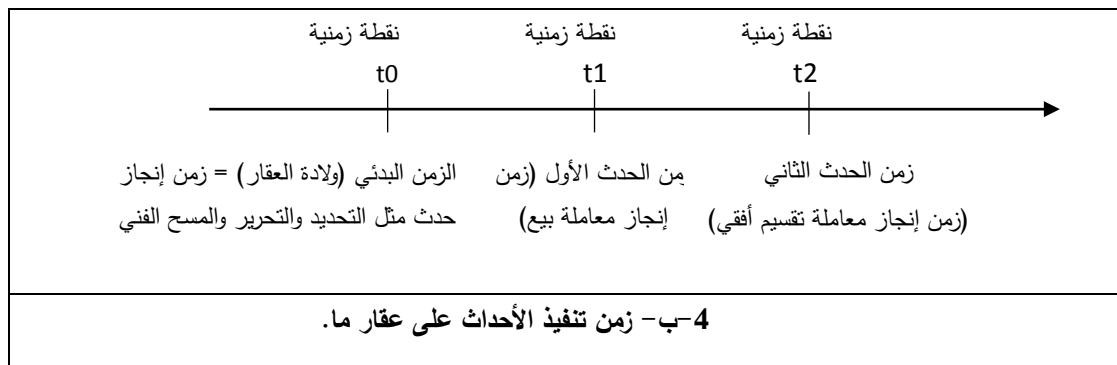 نقطة زمنية نقطة زمنية نقطة زمنية
t0 t1 t2
الزمن البدئي (ولادة العقار) = زمن إنجاز
حدث مثل التحديد والتحرير والمسح الفني
من الحدث الأول (زمن
إنجاز معاملة بيع)
زمن الحدث الثاني
(زمن إنجاز معاملة تقسيم أفقي)
4-ب- زمن تنفيذ الأحداث على عقار ما.